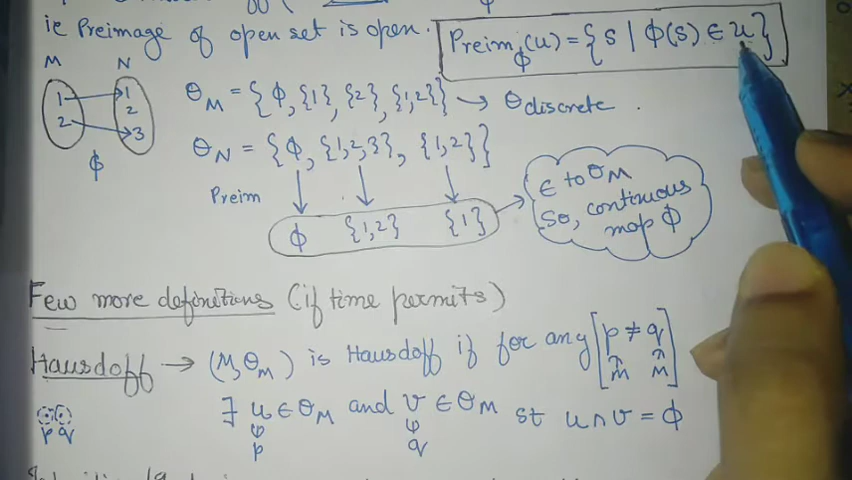 ie Preimage of open set is open.
Preim_ϕ(u) = {s | ϕ(s) ∈ u}
M N
1 1
2 2
3
ϕ
θ_M = {ϕ, {1}, {2}, {1,2}} → θ discrete .
θ_N = {ϕ, {1,2,3}, {1,2}}
Preim ↓ ↓ ↓
ϕ {1,2} {1}
∈ to θ_M
So, continuous
map ϕ
Few more definitions (if time permits)
Hausdoff → (M, θ_M) is Hausdoff if for any [p ≠ q]
M M
∃ u ∈ θ_M and v ∈ θ_M st u ∩ v = ϕ
p q
p q